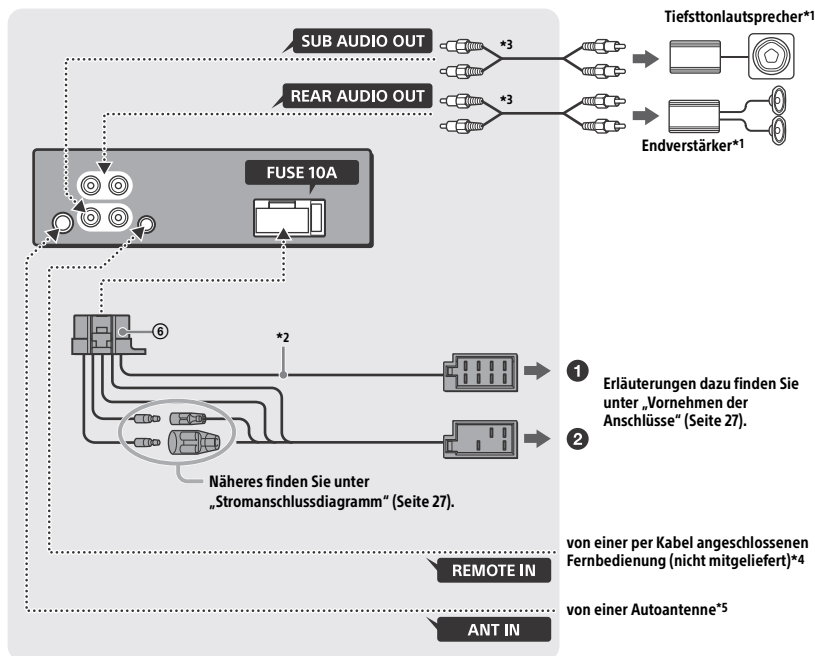 Tiefsttonlautsprecher*1
SUB AUDIO OUT
*3
REAR AUDIO OUT
*3
Endverstärker*1
FUSE 10A
⑥
*2
❶
Erläuterungen dazu finden Sie
unter „Vornehmen der
Anschlüsse“ (Seite 27).
❷
Näheres finden Sie unter
„Stromanschlussdiagramm“ (Seite 27).
von einer per Kabel angeschlossenen
Fernbedienung (nicht mitgeliefert)*4
REMOTE IN
von einer Autoantenne*5
ANT IN